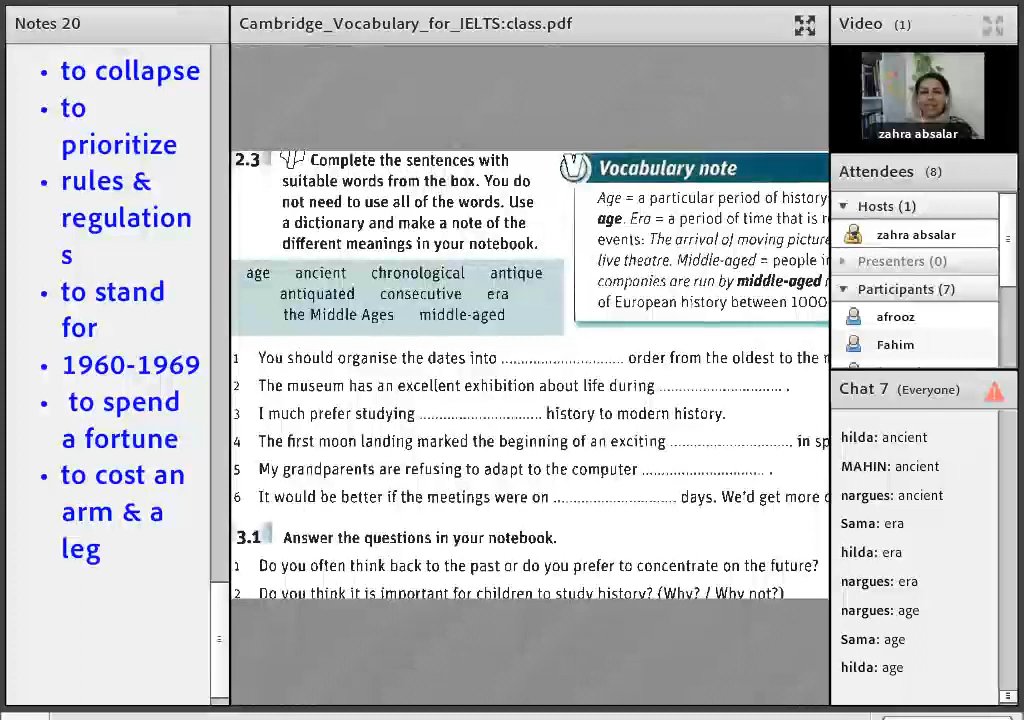 Notes 20
• to collapse
• to
prioritize
• rules &
regulation
s
• to stand
for
• 1960-1969
• to spend
a fortune
• to cost an
arm & a
leg
Cambridge_Vocabulary_for_IELTS:class.pdf
2.3 Complete the sentences with
suitable words from the box. You do
not need to use all of the words. Use
a dictionary and make a note of the
different meanings in your notebook.
age ancient chronological antique
antiquated consecutive era
the Middle Ages middle-aged
Vocabulary note
Age = a particular period of history
age. Era = a period of time that is
events: The arrival of moving picture
live theatre. Middle-aged = people
companies are run by middle-aged
of European history between 1000
1 You should organise the dates into ............................ order from the oldest to the
2 The museum has an excellent exhibition about life during ............................ .
3 I much prefer studying ............................ history to modern history.
4 The first moon landing marked the beginning of an exciting ............................ in
5 My grandparents are refusing to adapt to the computer ............................ .
6 It would be better if the meetings were on ............................ days. We'd get more
3.1 Answer the questions in your notebook.
1 Do you often think back to the past or do you prefer to concentrate on the future?
2 Do you think it is important for children to study history? (Why? / Why not?)
Video (1)
zahra absalar
Attendees (8)
Hosts (1)
zahra absalar
Presenters (0)
Participants (7)
afrooz
Fahim
Chat 7 (Everyone)
hilda: ancient
MAHIN: ancient
nargues: ancient
Sama: era
hilda: era
nargues: era
nargues: age
Sama: age
hilda: age